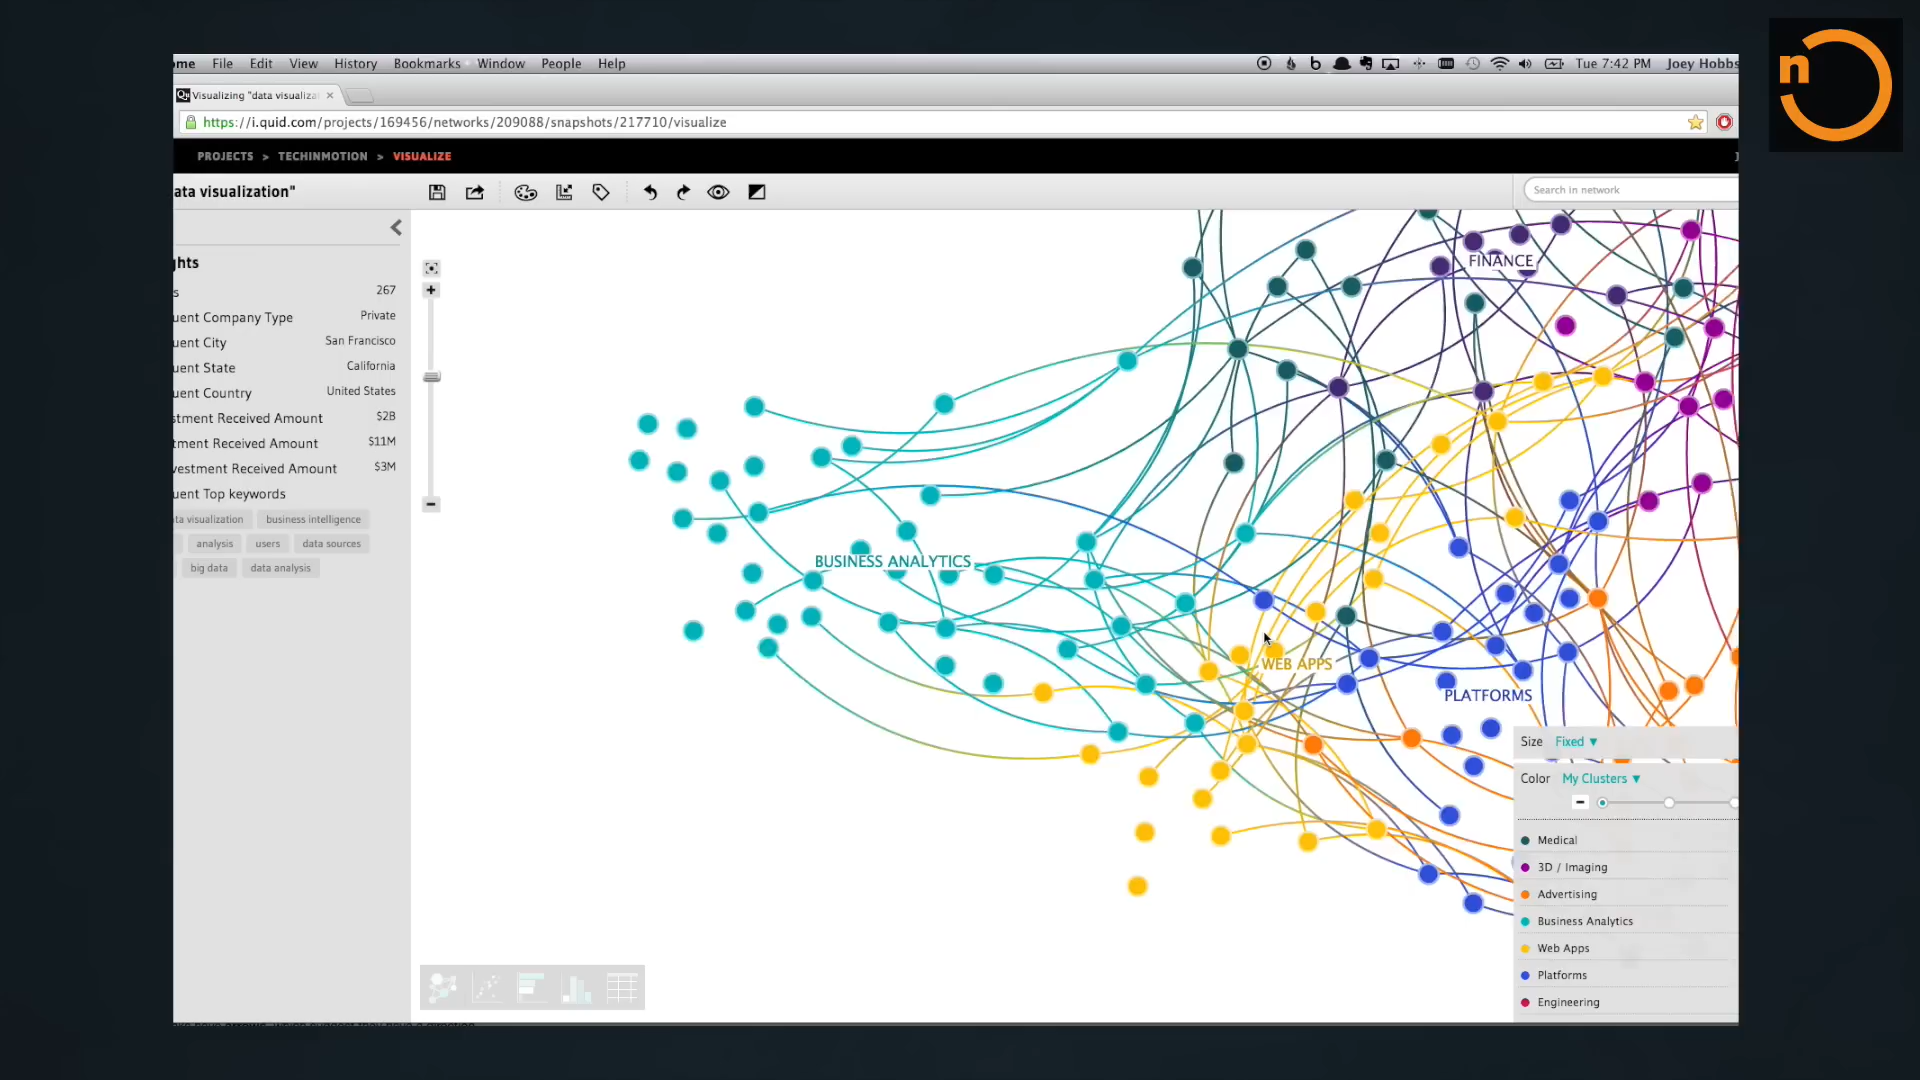 n
ome File Edit View History Bookmarks Window People Help Tue 7:42 PM Joey Hobbs
Visualizing "data visualiza
https://i.quid.com/projects/169456/networks/209088/snapshots/217710/visualize
PROJECTS > TECHINMOTION > VISUALIZE
ata visualization"
Search in network
ghts
s 267
uent Company Type Private
uent City San Francisco
uent State California
uent Country United States
stment Received Amount $2B
tment Received Amount $11M
vestment Received Amount $3M
uent Top keywords
ata visualization business intelligence
analysis users data sources
big data data analysis
FINANCE
BUSINESS ANALYTICS
WEB APPS
PLATFORMS
Size Fixed ▼
Color My Clusters ▼
Medical
3D / Imaging
Advertising
Business Analytics
Web Apps
Platforms
Engineering